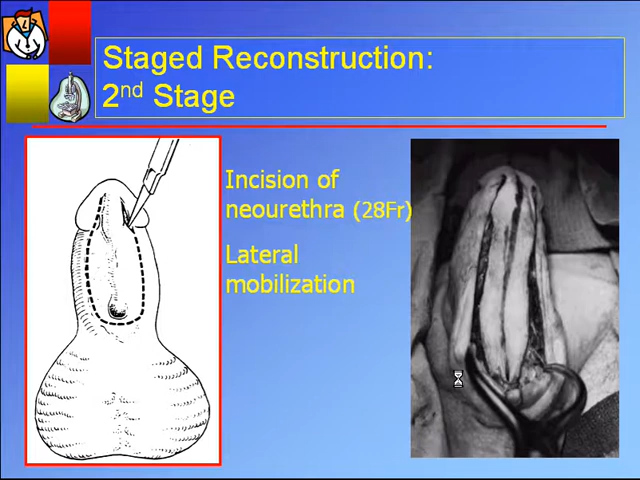 Staged Reconstruction:
2nd Stage
Incision of
neourethra (28Fr)
Lateral
mobilization